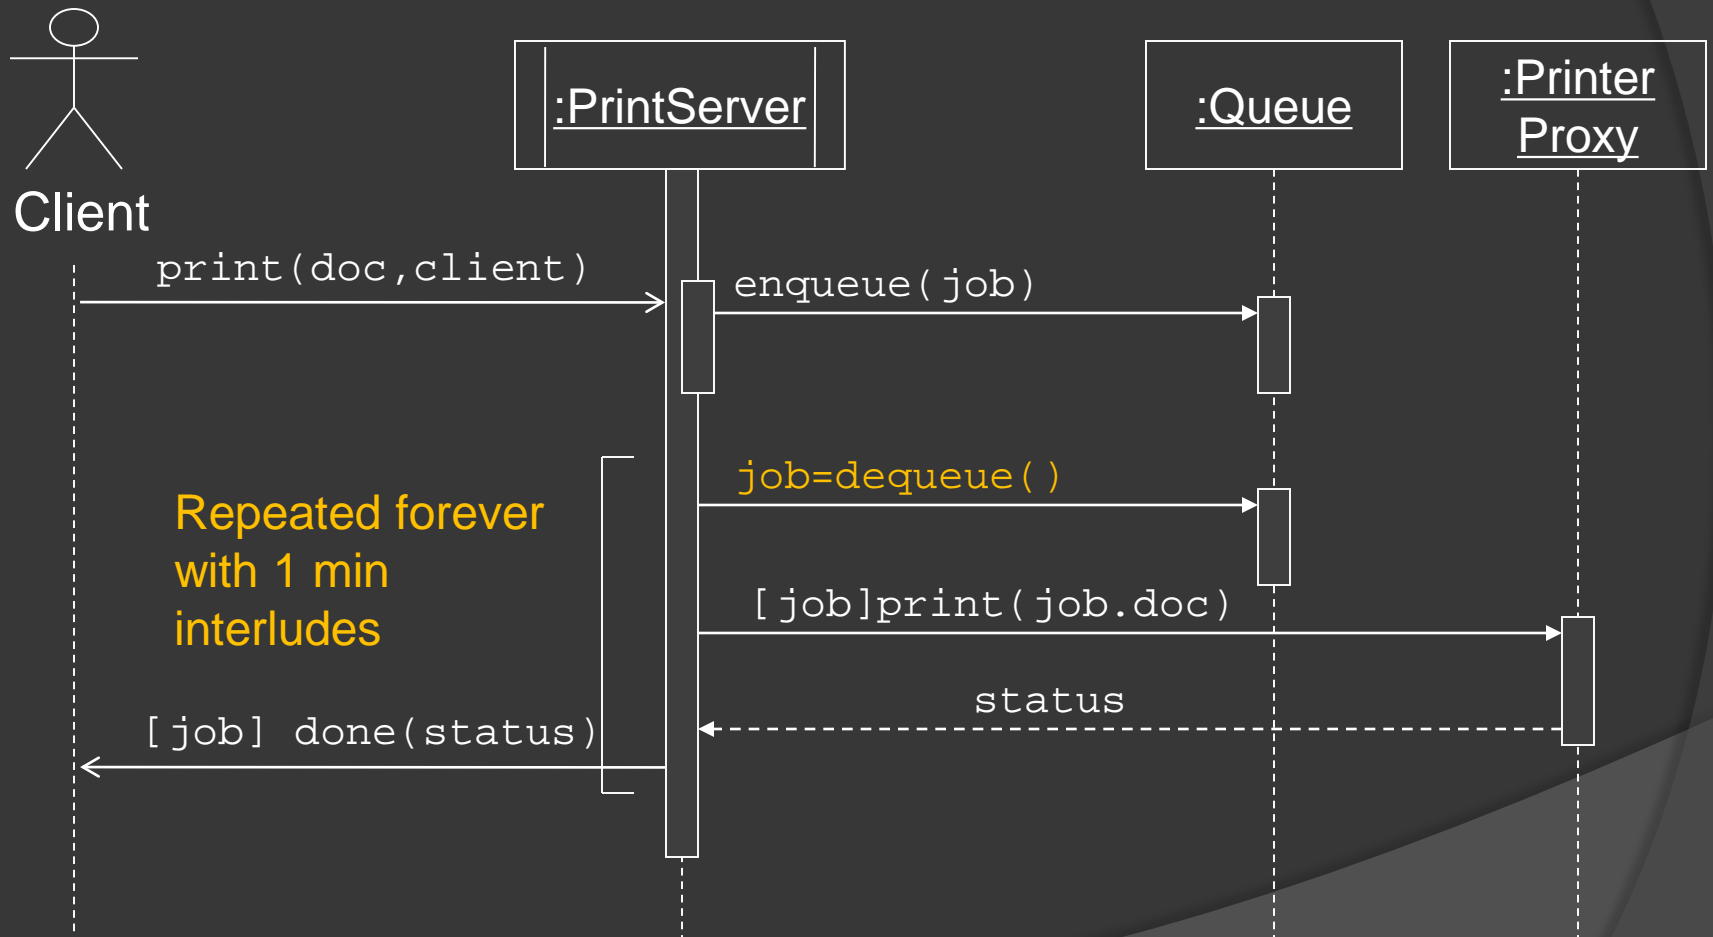 :PrintServer
:Queue
:Printer
Proxy
Client
print(doc,client)
enqueue(job)
job=dequeue()
Repeated forever
with 1 min
interludes
[job]print(job.doc)
status
[job] done(status)